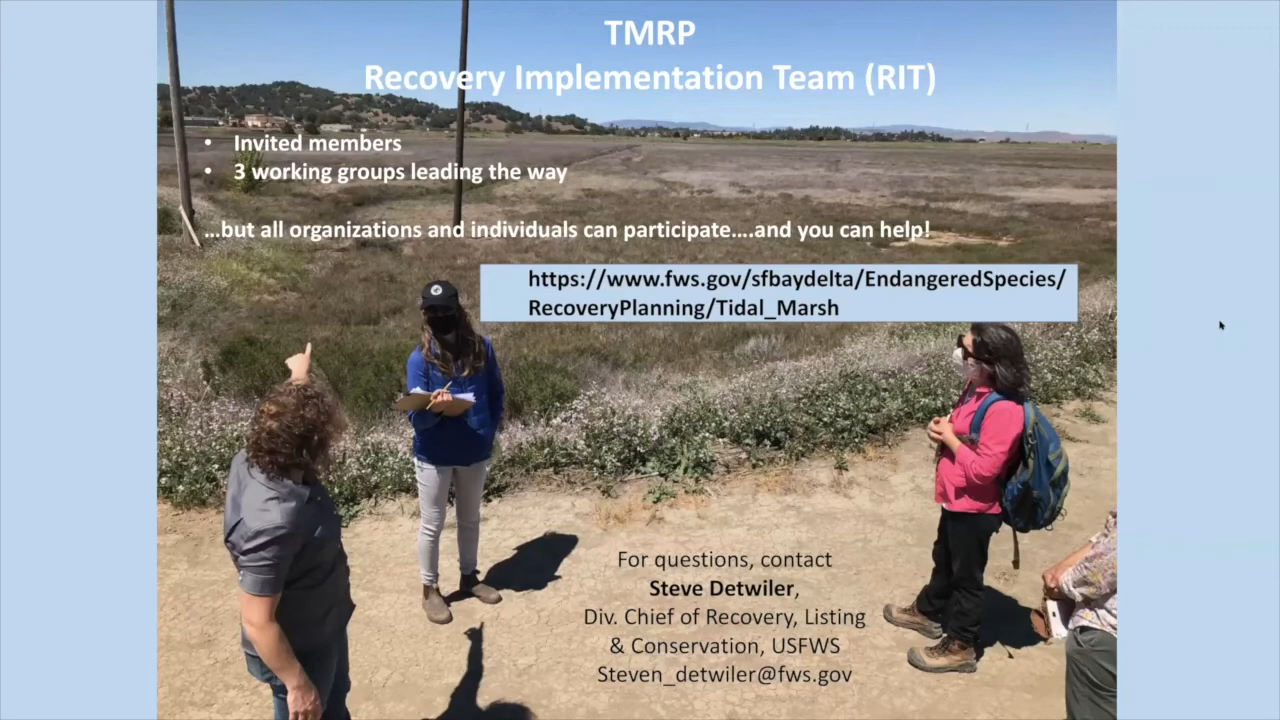 TMRP
Recovery Implementation Team (RIT)
• Invited members
• 3 working groups leading the way
...but all organizations and individuals can participate....and you can help!
https://www.fws.gov/sfbaydelta/EndangeredSpecies/
RecoveryPlanning/Tidal_Marsh
For questions, contact
Steve Detwiler,
Div. Chief of Recovery, Listing
& Conservation, USFWS
Steven_detwiler@fws.gov